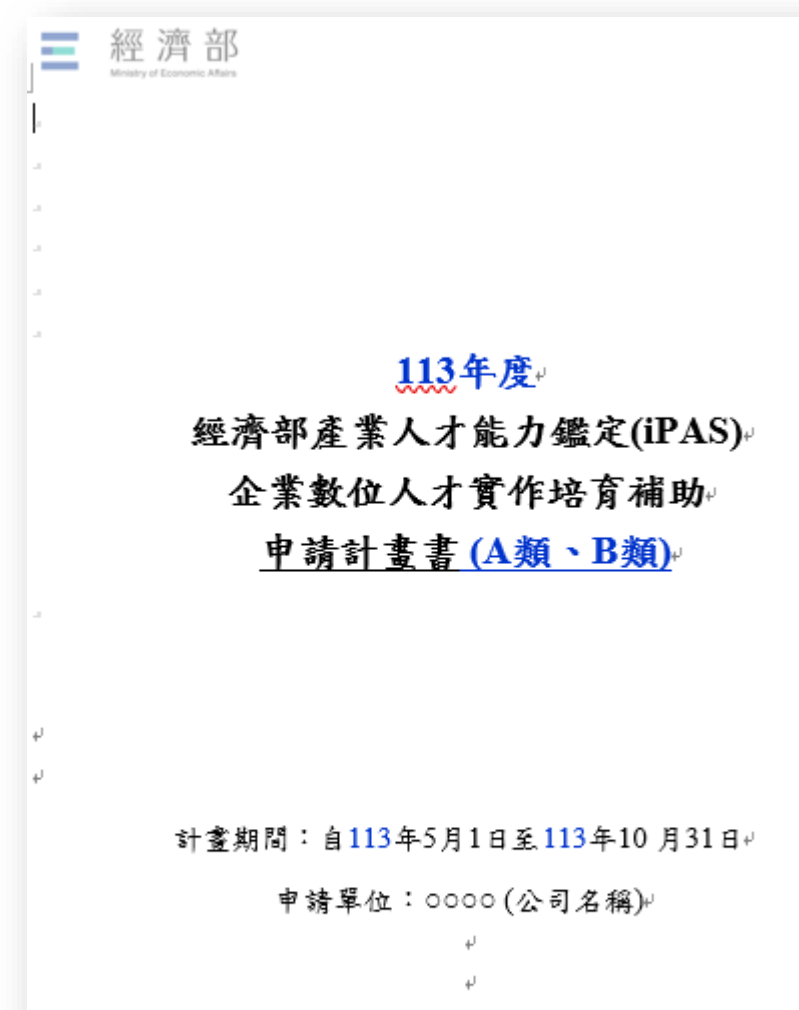 經濟部
Ministry of Economic Affairs
113年度
經濟部產業人才能力鑑定(iPAS)
企業數位人才實作培育補助
申請計畫書 (A類、B類)
計畫期間：自113年5月1日至113年10 月31日
申請單位：○○○○ (公司名稱)